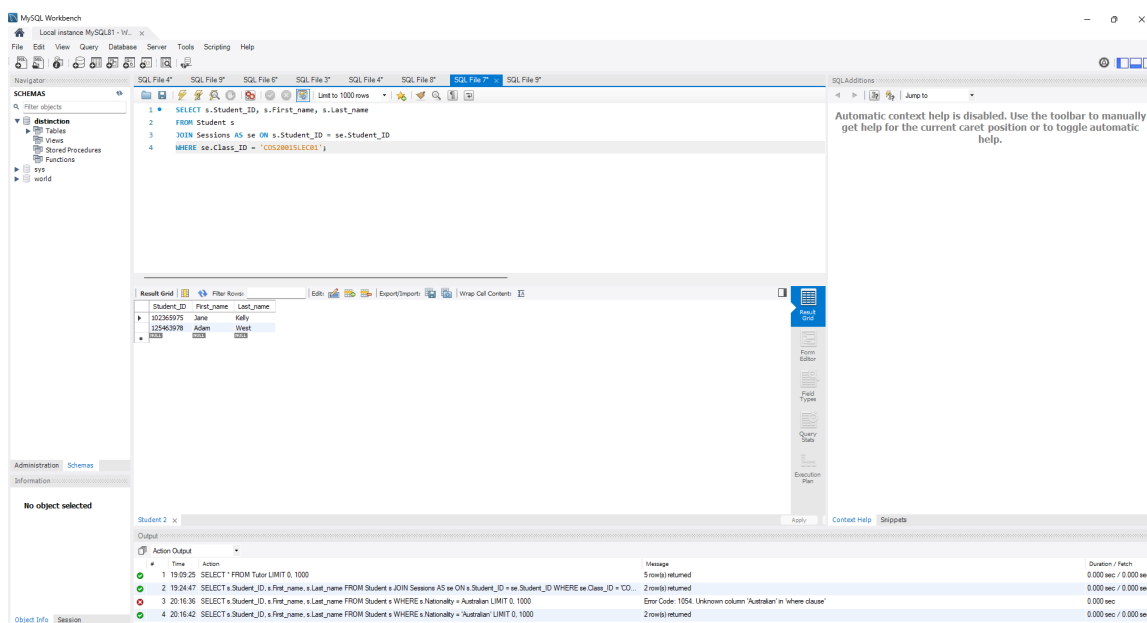 MySQL Workbench
Local instance MySQL81 - W... ×
File Edit View Query Database Server Tools Scripting Help
Navigator
SCHEMAS
Filter objects
distinction
Tables
Views
Stored Procedures
Functions
sys
world
Administration Schemas
Information
No object selected
Object Info Session
SQL File 4* SQL File 9* SQL File 6* SQL File 3* SQL File 4* SQL File 8* SQL File 7* × SQL File 9*
Limit to 1000 rows
1 SELECT s.Student_ID, s.First_name, s.Last_name
2 FROM Student s
3 JOIN Sessions AS se ON s.Student_ID = se.Student_ID
4 WHERE se.Class_ID = 'COS20015LEC01';
Result Grid Filter Rows: Edit: Export/Import: Wrap Cell Content:
Student_ID First_name Last_name
102365975 Jane Kelly
125463978 Adam West
NULL NULL NULL
Result Grid
Form Editor
Field Types
Query Stats
Execution Plan
Student 2 × Apply
SQLAdditions
Jump to
Automatic context help is disabled. Use the toolbar to manually
get help for the current caret position or to toggle automatic
help.
Context Help Snippets
Output
Action Output
# Time Action Message Duration / Fetch
1 19:09:25 SELECT * FROM Tutor LIMIT 0, 1000 5 row(s) returned 0.000 sec / 0.000 sec
2 19:24:47 SELECT s.Student_ID, s.First_name, s.Last_name FROM Student s JOIN Sessions AS se ON s.Student_ID = se.Student_ID WHERE se.Class_ID = 'CO... 2 row(s) returned 0.000 sec / 0.000 sec
3 20:16:36 SELECT s.Student_ID, s.First_name, s.Last_name FROM Student s WHERE s.Nationality = Australian LIMIT 0, 1000 Error Code: 1054. Unknown column 'Australian' in 'where clause' 0.000 sec
4 20:16:42 SELECT s.Student_ID, s.First_name, s.Last_name FROM Student s WHERE s.Nationality = 'Australian' LIMIT 0, 1000 2 row(s) returned 0.000 sec / 0.000 sec